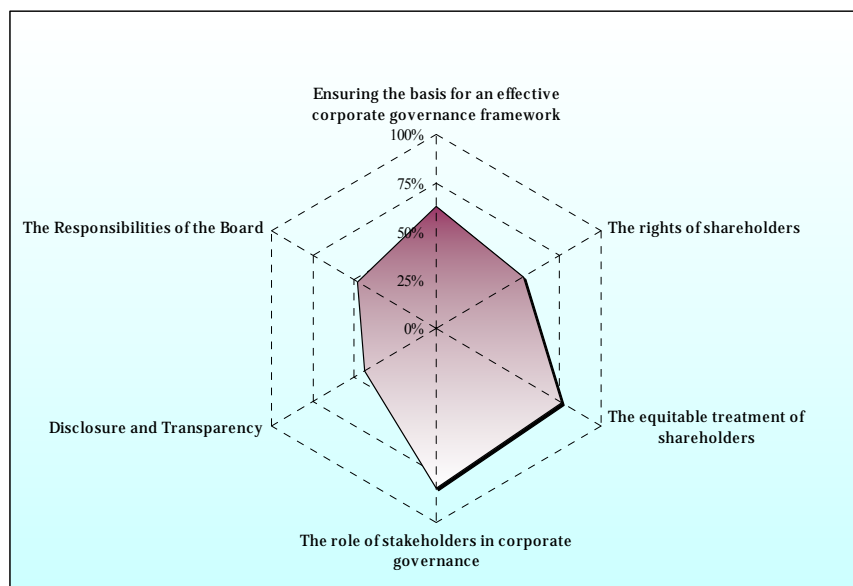 Ensuring the basis for an effective
corporate governance framework
100%
75%
The Responsibilities of the Board
The rights of shareholders
50%
25%
0%
Disclosure and Transparency
The equitable treatment of
shareholders
The role of stakeholders in corporate
governance